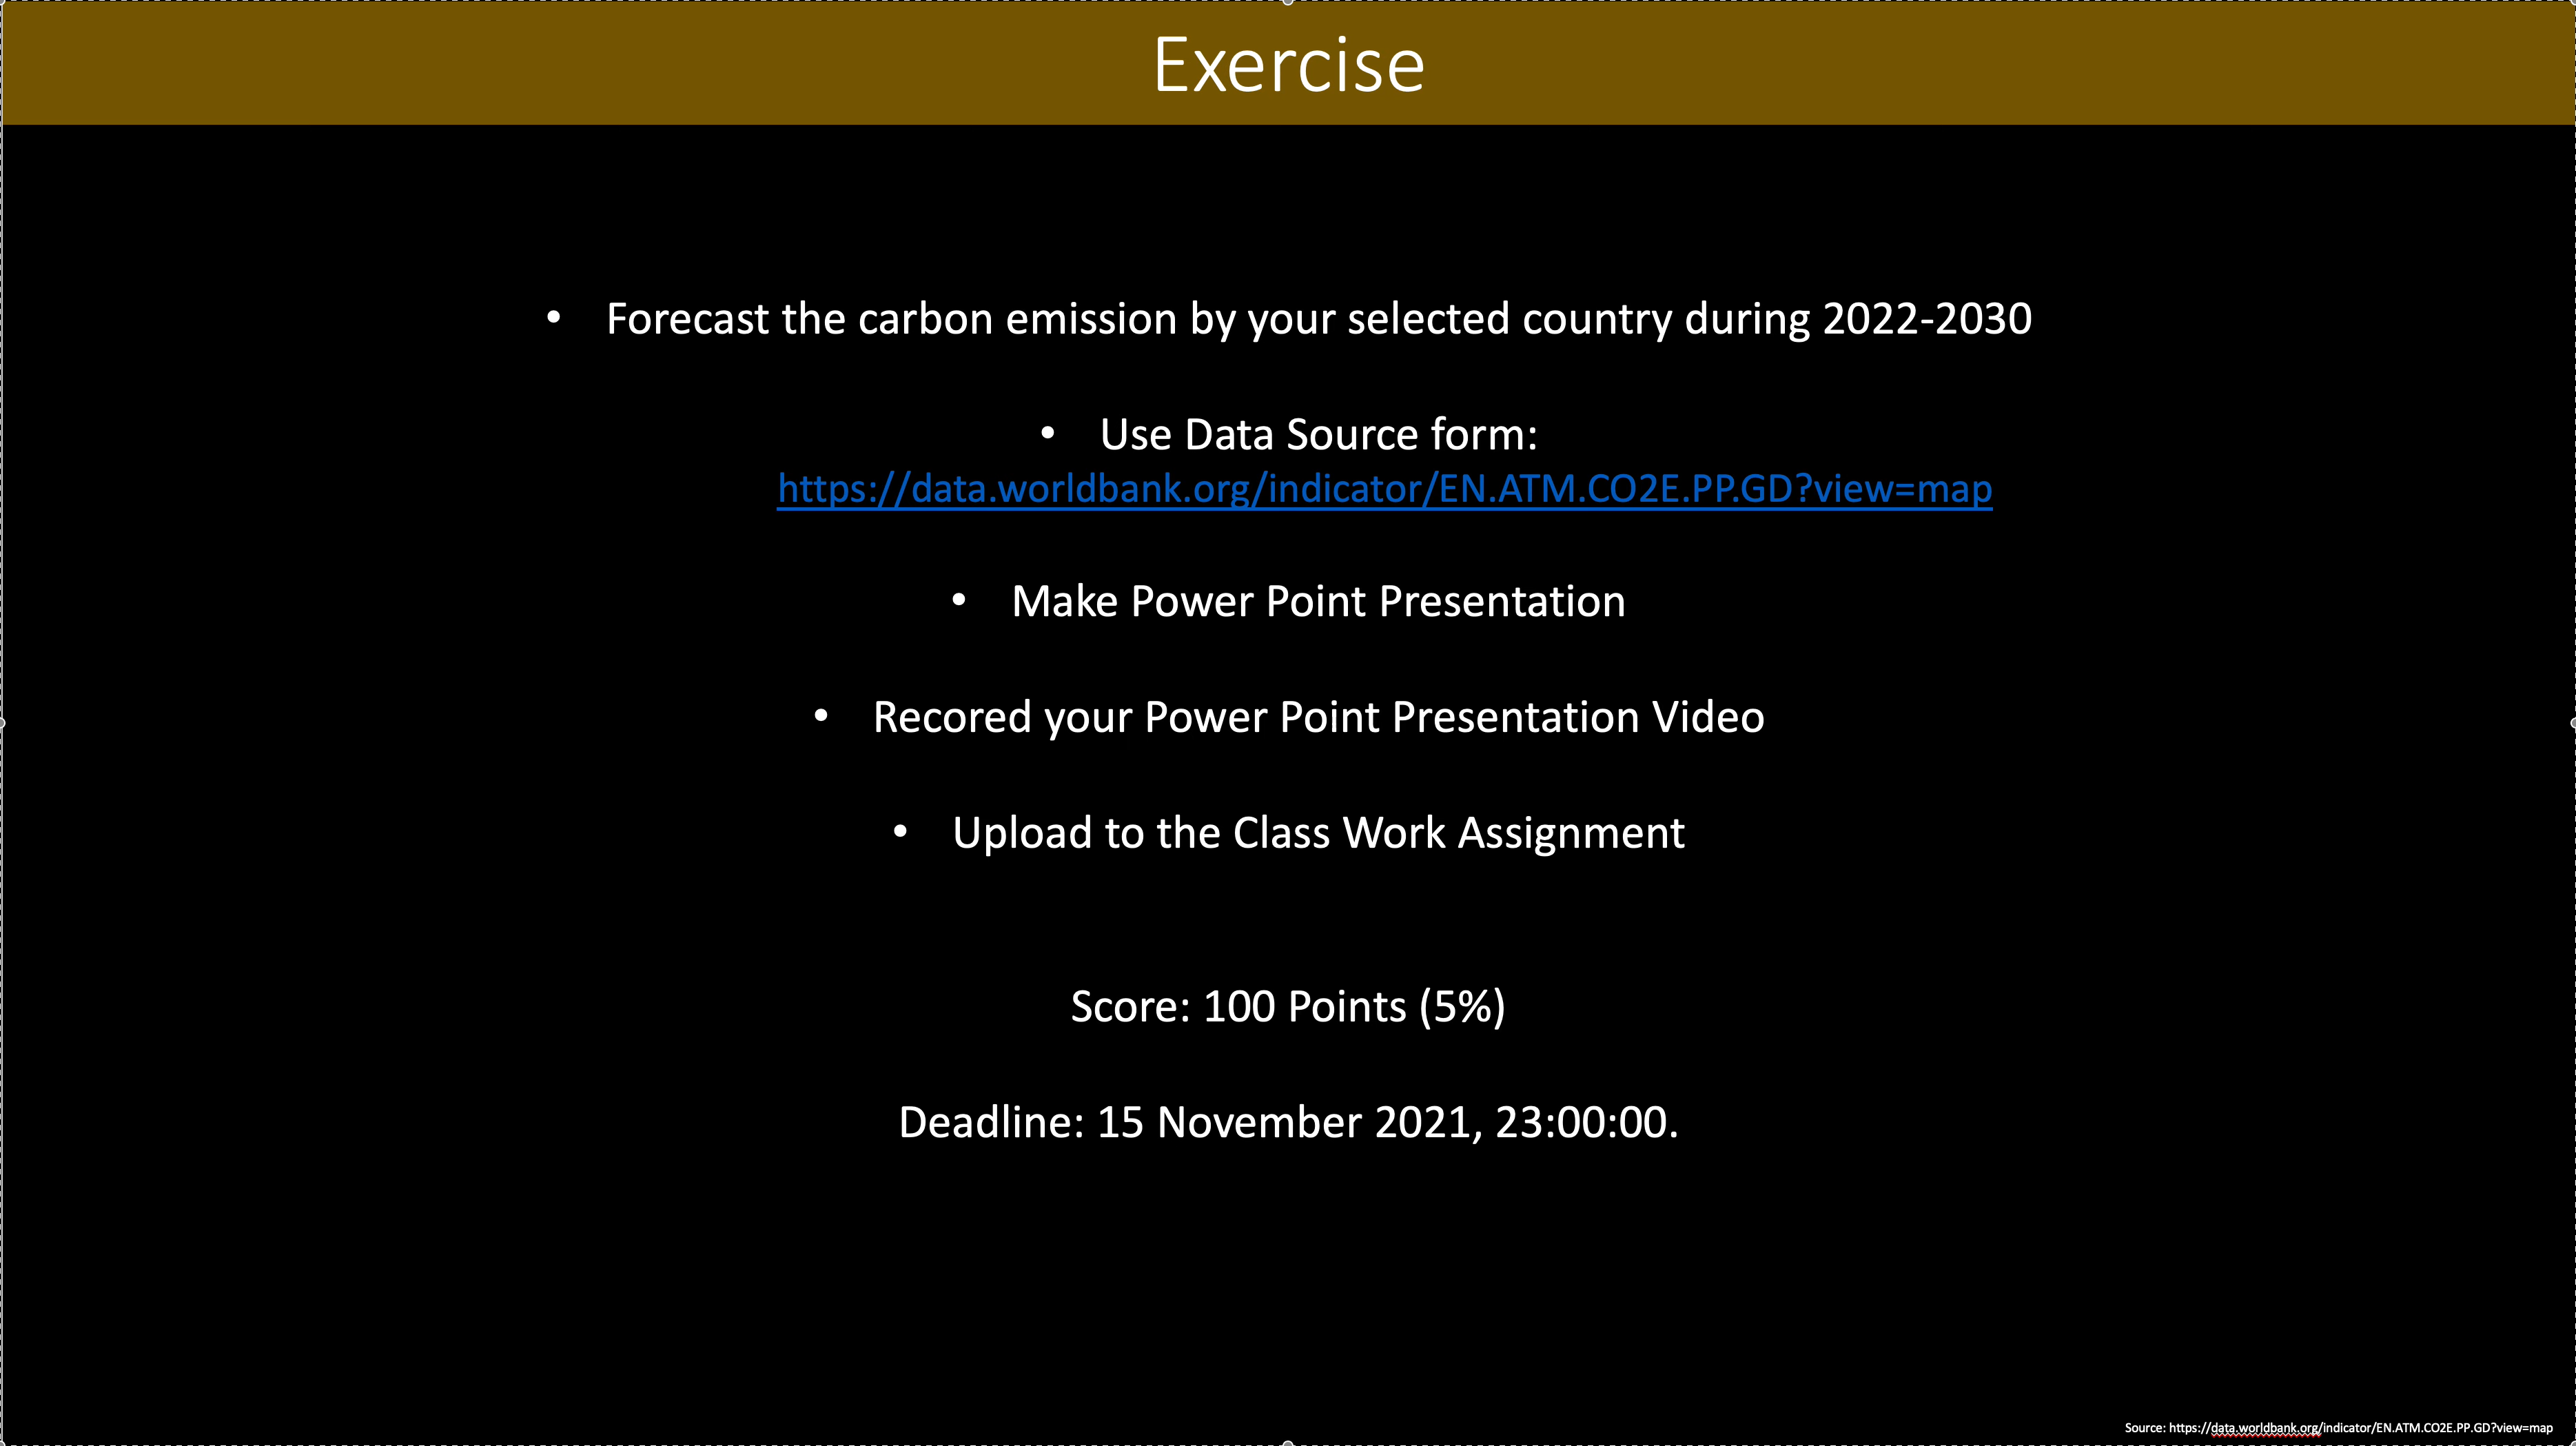 Exercise
• Forecast the carbon emission by your selected country during 2022-2030
• Use Data Source form:
https://data.worldbank.org/indicator/EN.ATM.CO2E.PP.GD?view=map
• Make Power Point Presentation
• Recored your Power Point Presentation Video
• Upload to the Class Work Assignment
Score: 100 Points (5%)
Deadline: 15 November 2021, 23:00:00.
Source: https://data.worldbank.org/indicator/EN.ATM.CO2E.PP.GD?view=map